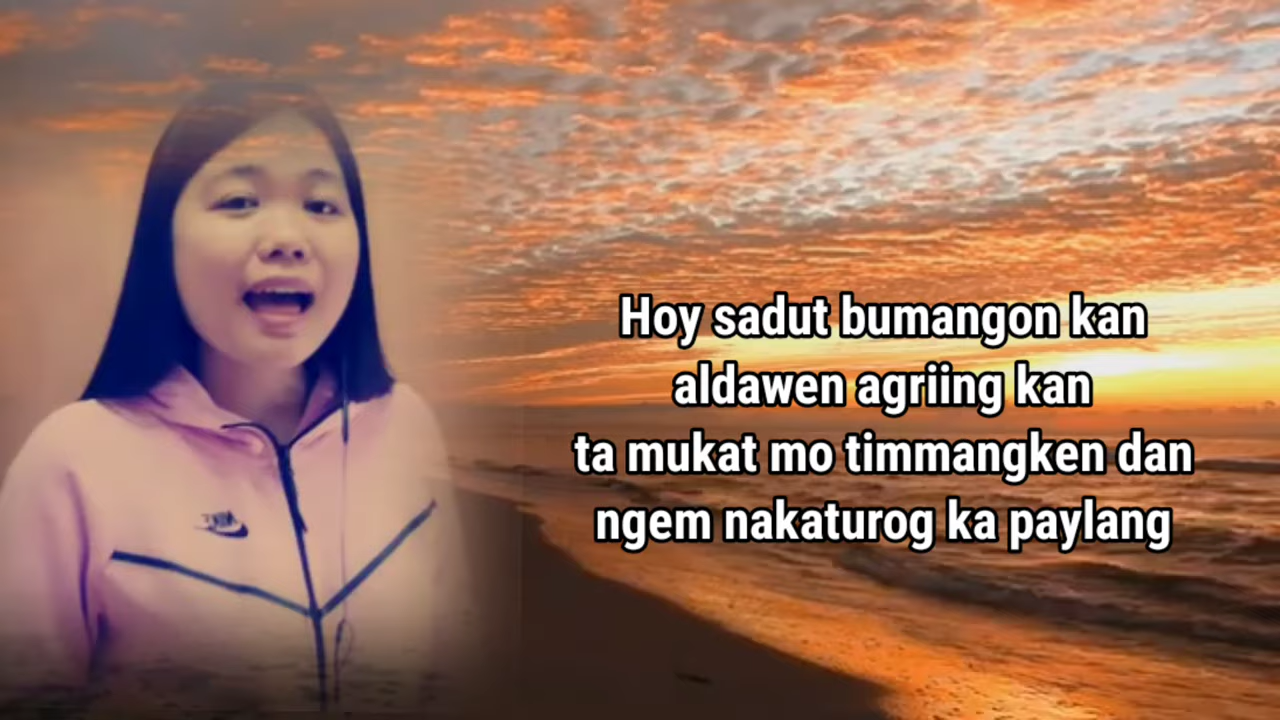 Hoy sadut bumangon kan
aldawen agriing kan
ta mukat mo timmangken dan
ngem nakaturog ka paylang